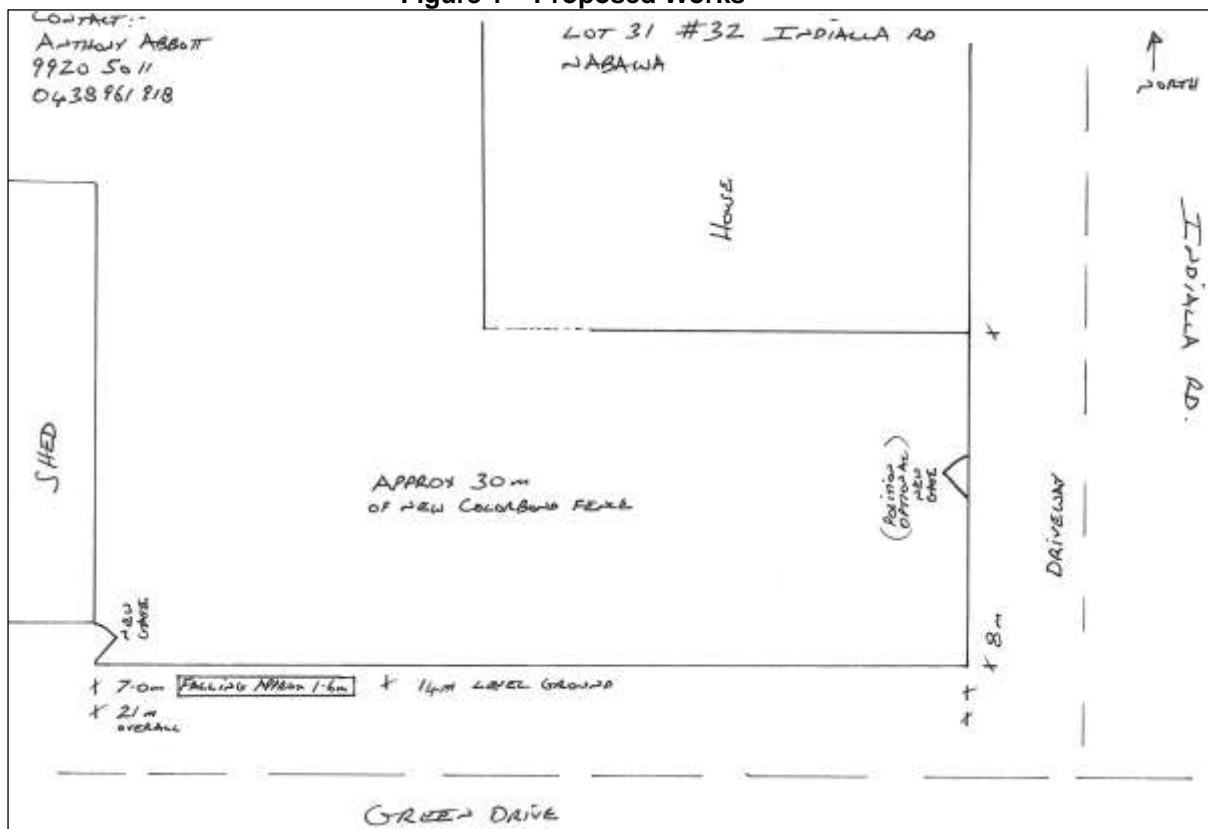 Figure 1 – Proposed Works
CONTACT:-
ANTHONY ABBOTT
9920 5011
0438 961 918
LOT 31 #32 INDIALLA RD
NABAWA
NORTH
HOUSE
INDIALLA RD.
SHED
APPROX 30m
OF NEW COLORBOND FENCE
(POSITION
OPTIONAL)
NEW
GATE
DRIVEWAY
NEW
GATE
8m
7.0m FALLING APPROX 1.6m 14m LEVEL GROUND
21m
OVERALL
GREEN DRIVE